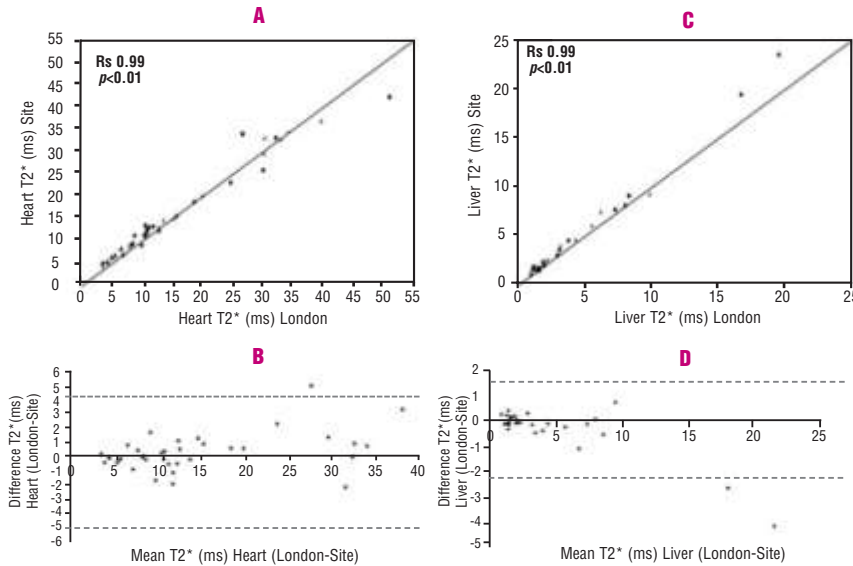 A
Rs 0.99
p<0.01
Heart T2* (ms) Site
55
50
45
40
35
30
25
20
15
10
5
0
0 5 10 15 20 25 30 35 40 45 50 55
Heart T2* (ms) London
C
Rs 0.99
p<0.01
Liver T2* (ms) Site
25
20
15
10
5
0
0 5 10 15 20 25
Liver T2* (ms) London
B
Difference T2*(ms)
Heart (London-Site)
6
5
4
3
2
1
0
-1
-2
-3
-4
-5
-6
0 5 10 15 20 25 30 35 40
Mean T2* (ms) Heart (London-Site)
D
Difference T2*(ms)
Liver (London-Site)
2
1
0
-1
-2
-3
-4
-5
0 5 10 15 20 25
Mean T2* (ms) Liver (London-Site)